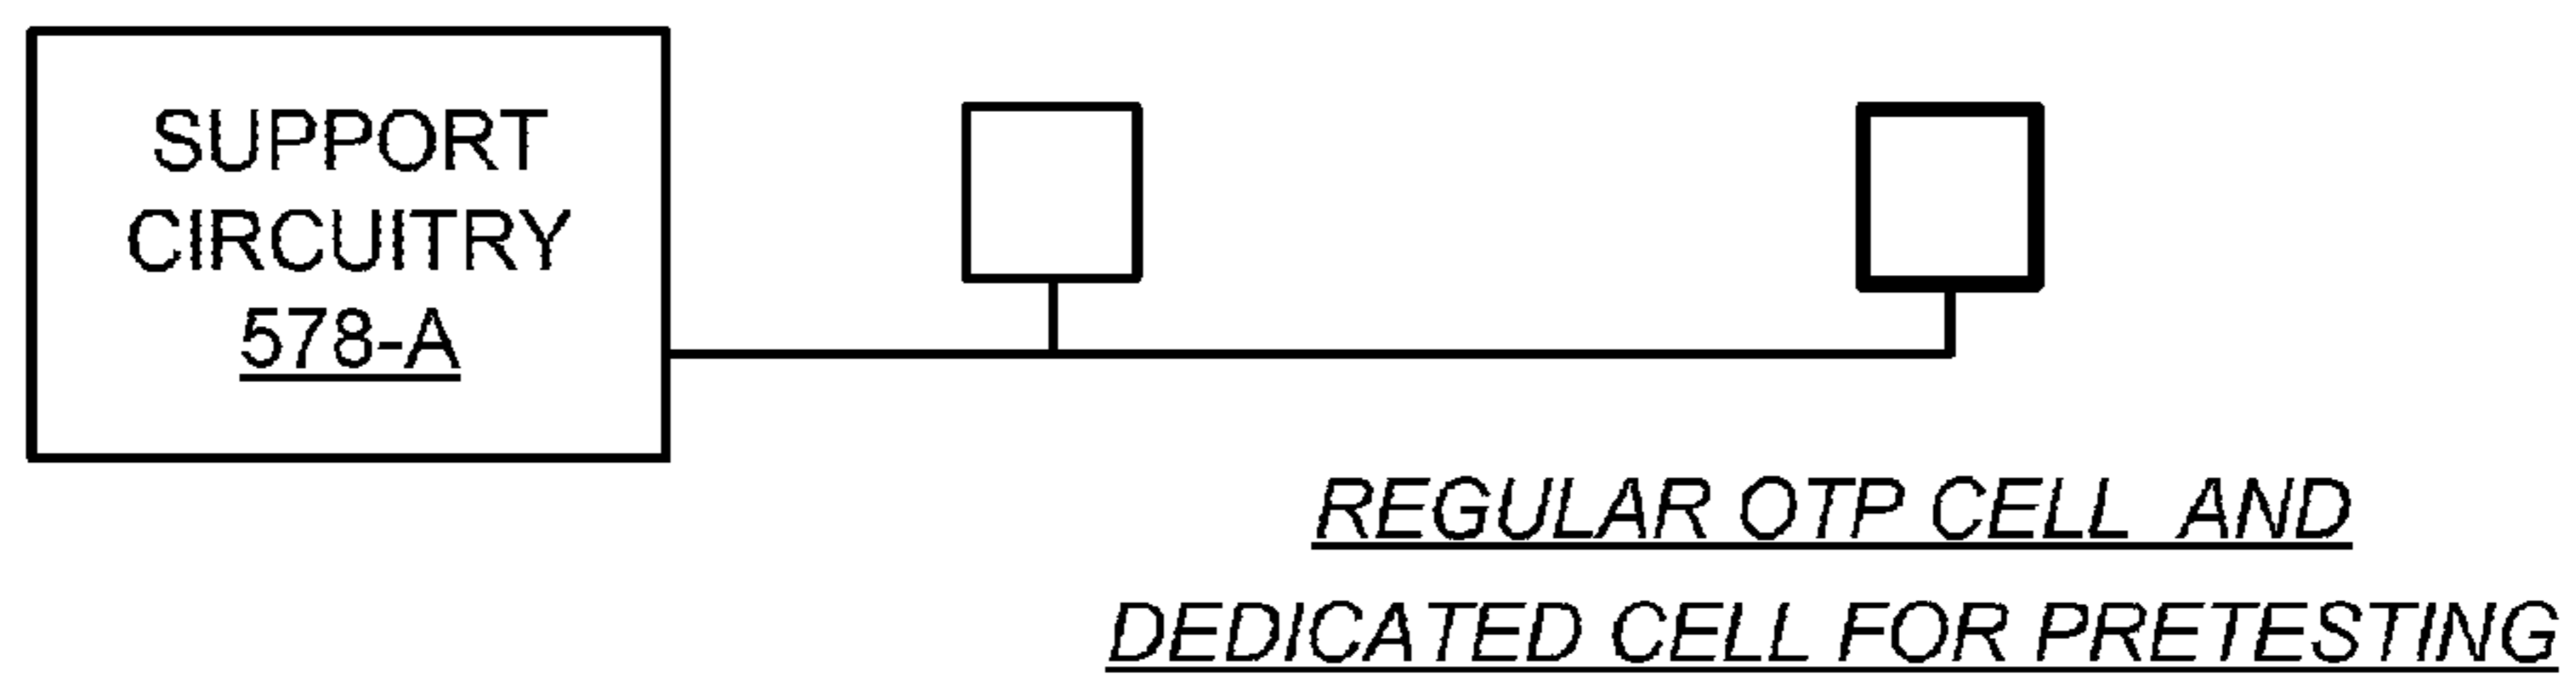 SUPPORT
CIRCUITRY
578-A
REGULAR OTP CELL AND
DEDICATED CELL FOR PRETESTING